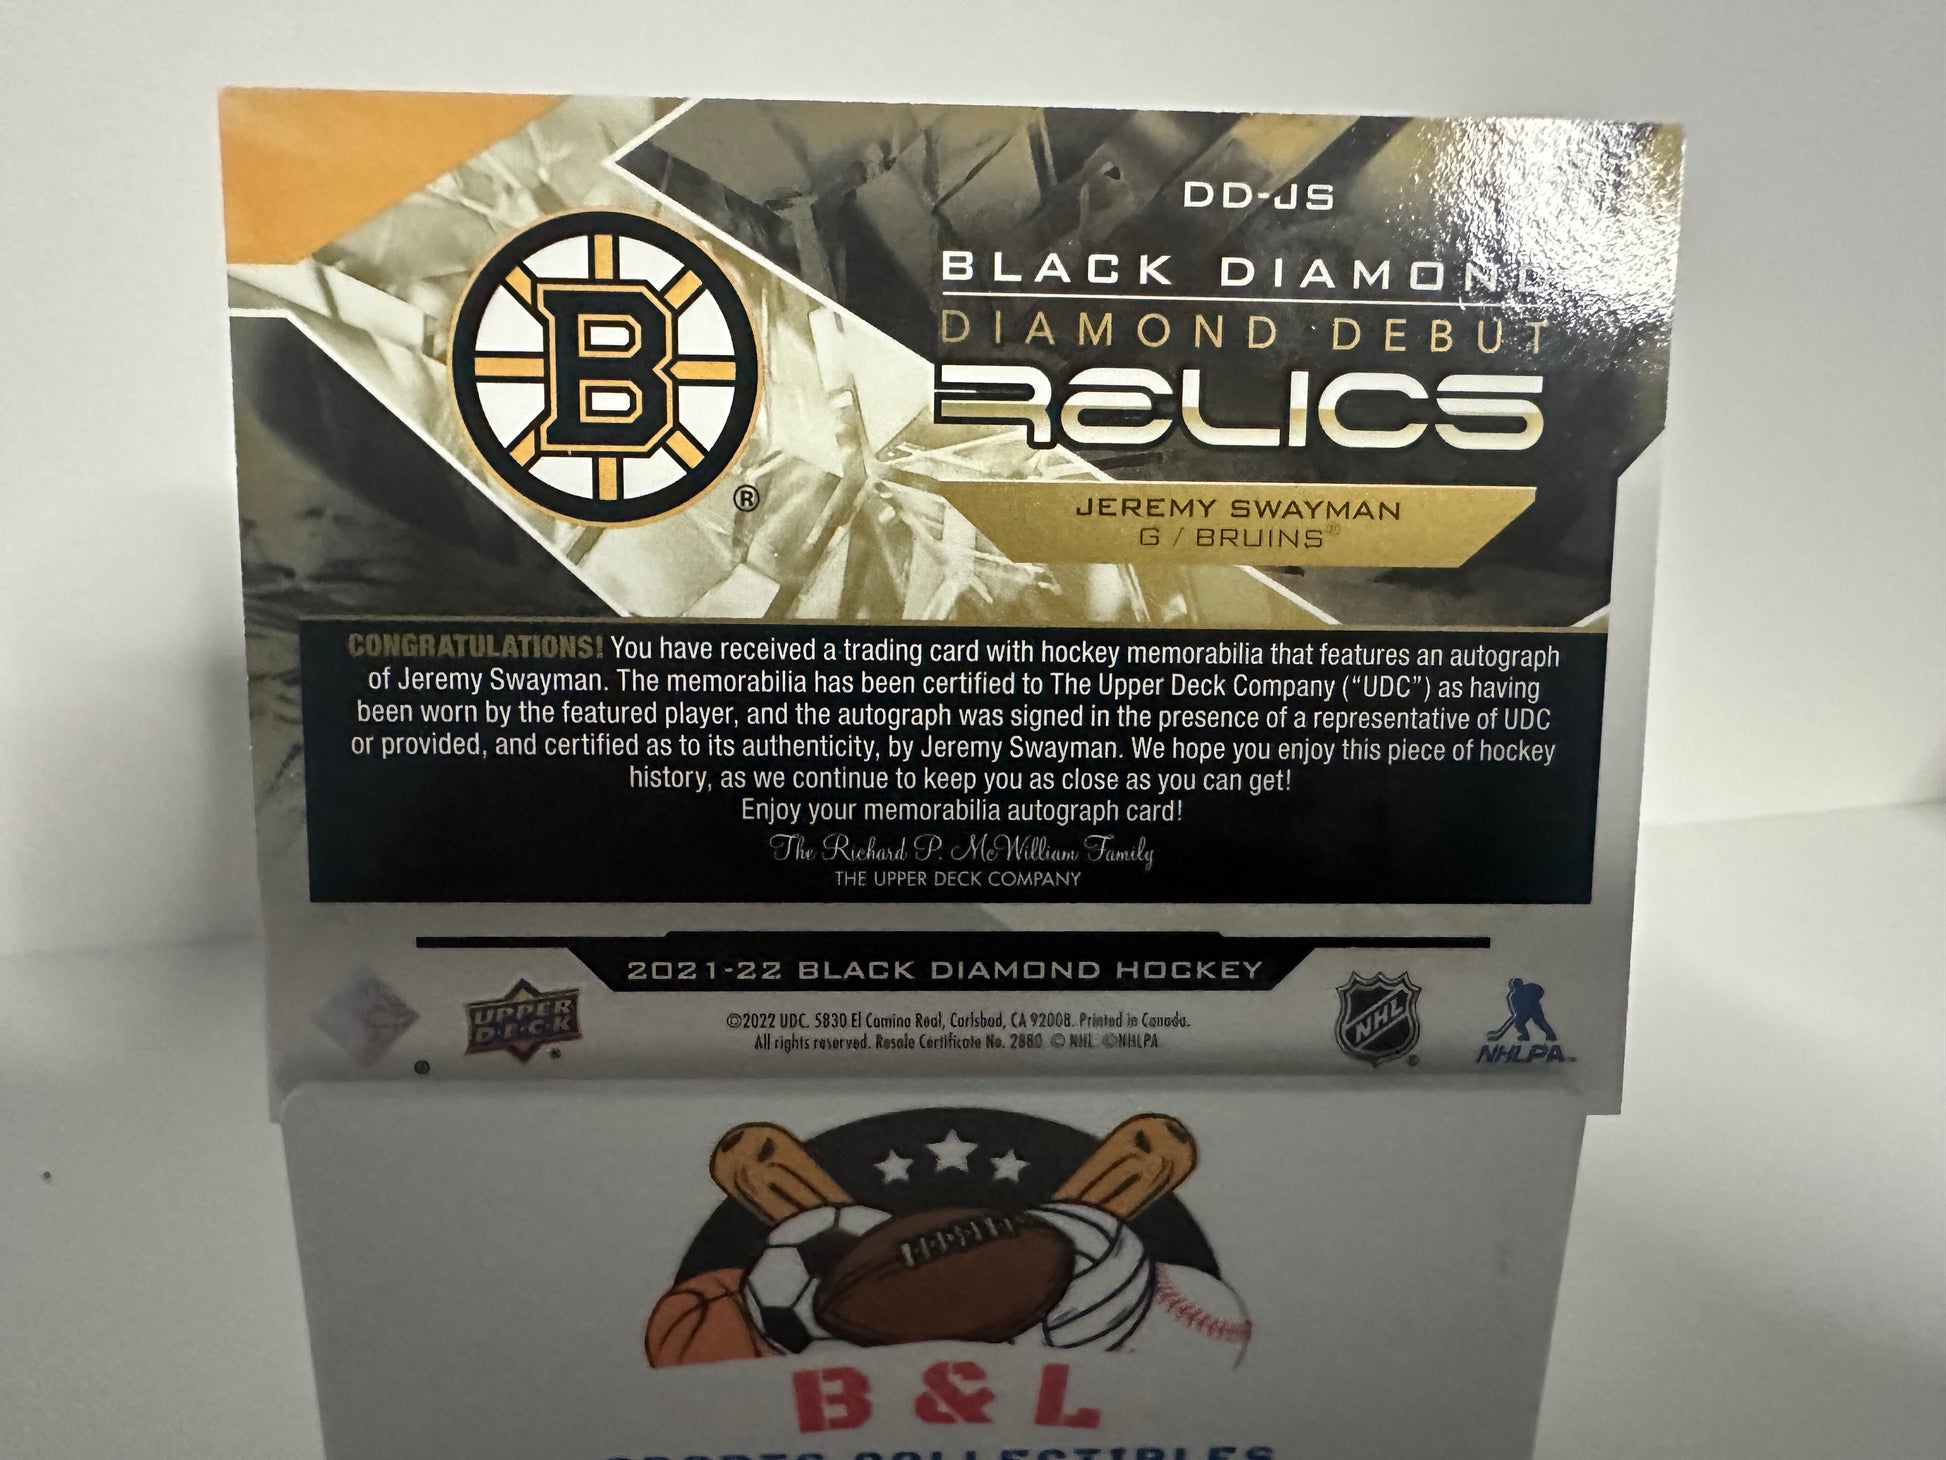 DD-JS
BLACK DIAMOND
DIAMOND DEBUT
RELICS
B
®
JEREMY SWAYMAN
G / BRUINS®
CONGRATULATIONS! You have received a trading card with hockey memorabilia that features an autograph
of Jeremy Swayman. The memorabilia has been certified to The Upper Deck Company (“UDC”) as having
been worn by the featured player, and the autograph was signed in the presence of a representative of UDC
or provided, and certified as to its authenticity, by Jeremy Swayman. We hope you enjoy this piece of hockey
history, as we continue to keep you as close as you can get!
Enjoy your memorabilia autograph card!
The Richard P. McWilliam Family
THE UPPER DECK COMPANY
2021-22 BLACK DIAMOND HOCKEY
UPPER
DECK
©2022 UDC. 5830 El Camino Real, Carlsbad, CA 92008. Printed in Canada.
All rights reserved. Resale Certificate No. 2880 © NHL ©NHLPA
NHL
NHLPA
B & L
SPORTS COLLECTIBLES